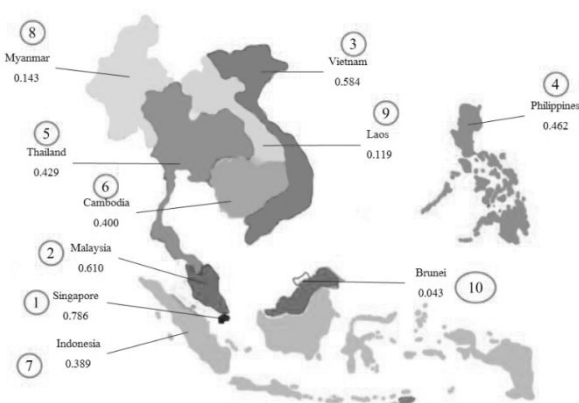 8
Myanmar
0.143
3
Vietnam
0.584
4
Philippines
0.462
9
Laos
0.119
5
Thailand
0.429
6
Cambodia
0.400
2
Malaysia
0.610
1
Singapore
0.786
7
Indonesia
0.389
Brunei
0.043
10